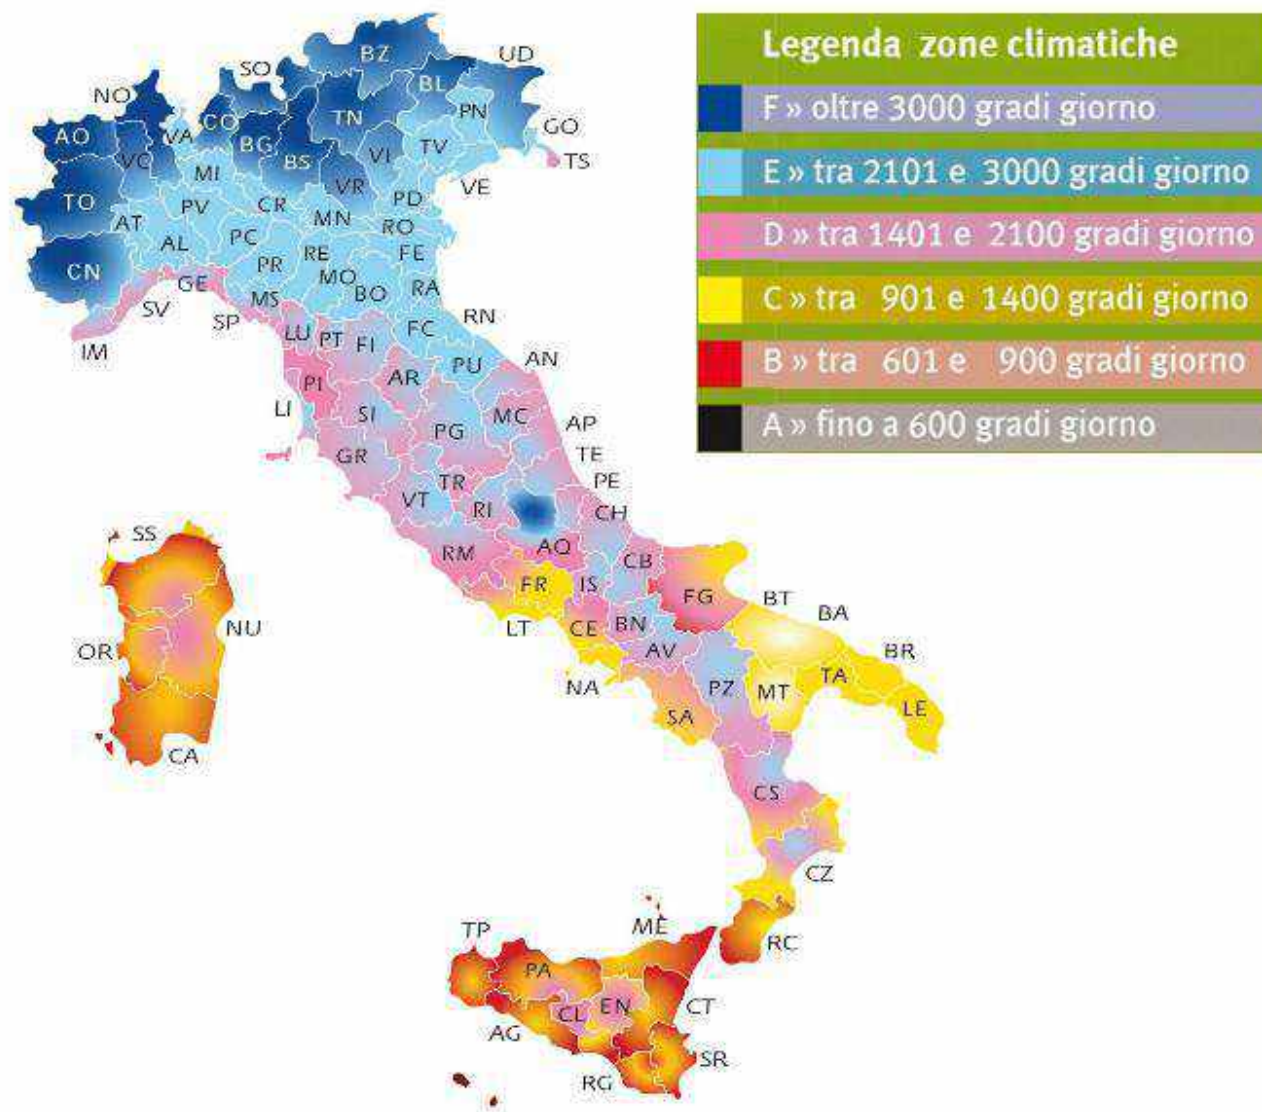 Legenda zone climatiche
F » oltre 3000 gradi giorno
E » tra 2101 e 3000 gradi giorno
D » tra 1401 e 2100 gradi giorno
C » tra 901 e 1400 gradi giorno
B » tra 601 e 900 gradi giorno
A » fino a 600 gradi giorno
BZ
UD
SO
BL
NO
PN
TN
CO
GO
AO
VA
BG
TV
VC
BS
VI
TS
MI
VR
VE
TO
PV
CR
PD
AT
MN
RO
AL
PC
RE
FE
CN
PR
MO
GE
MS
BO
RA
SV
SP
RN
IM
LU
PT
FI
FC
AN
PU
PI
AR
LI
SI
MC
AP
PG
GR
TE
TR
PE
VT
RI
CH
SS
RM
AQ
CB
FR
IS
FG
BT
BA
NU
LT
CE
BN
OR
AV
BR
NA
PZ
MT
TA
SA
LE
CA
CS
CZ
TP
ME
RC
PA
EN
CL
CT
AG
SR
RG